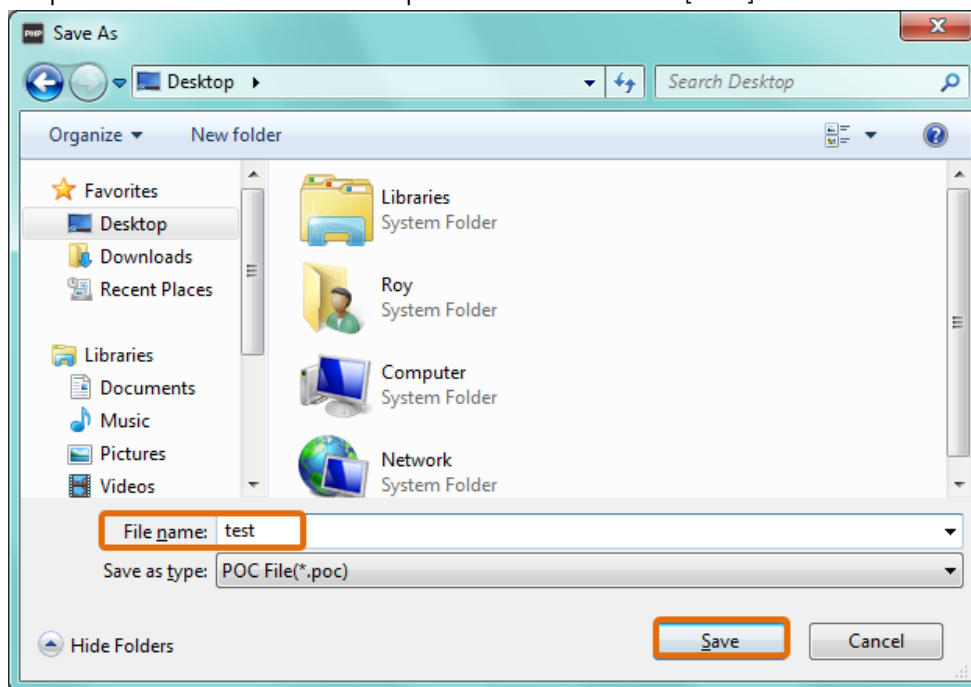 PHP Save As X
Desktop
Search Desktop
Organize New folder
?
Favorites
Desktop
Downloads
Recent Places
Libraries
Documents
Music
Pictures
Videos
Libraries
System Folder
Roy
System Folder
Computer
System Folder
Network
System Folder
File name: test
Save as type: POC File(*.poc)
Hide Folders
Save Cancel